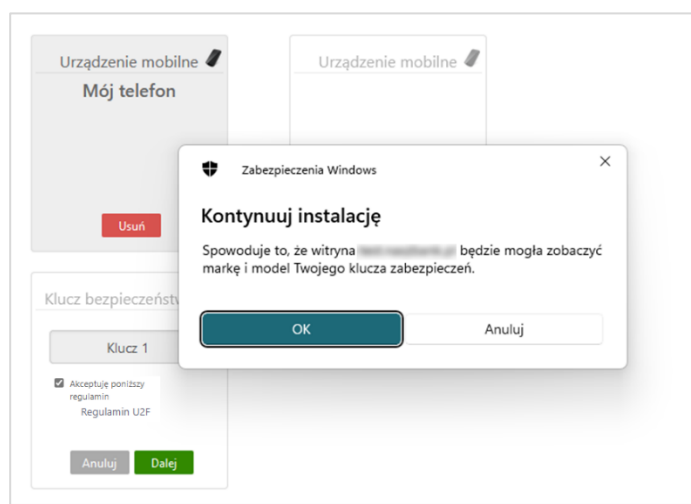 Urządzenie mobilne
Mój telefon
Usuń
Urządzenie mobilne
Zabezpieczenia Windows
Kontynuuj instalację
Spowoduje to, że witryna będzie mogła zobaczyć
markę i model Twojego klucza zabezpieczeń.
OK
Anuluj
Klucz bezpieczeństw
Klucz 1
Akceptuję poniższy
regulamin
Regulamin U2F
Anuluj
Dalej